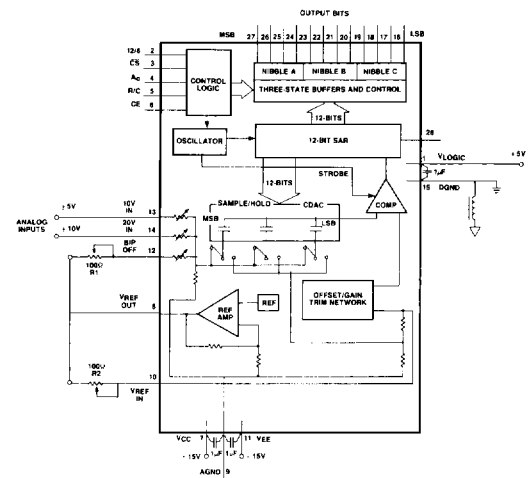 OUTPUT BITS
MSB
LSB
27 26 25 24 23 22 21 20 19 18 17 16
12/8 2
CS 3
Ao 4
R/C 5
CE 6
CONTROL
LOGIC
NIBBLE A
NIBBLE B
NIBBLE C
THREE-STATE BUFFERS AND CONTROL
12-BITS
OSCILLATOR
12-BIT SAR
28
1
VLOGIC
+5V
1µF
15 DGND
STROBE
COMP
12-BITS
SAMPLE/HOLD
CDAC
MSB
LSB
ANALOG
INPUTS
±5V
10V
IN
13
±10V
20V
IN
14
BIP
OFF
12
100Ω
R1
VREF
OUT
8
REF
AMP
REF
OFFSET/GAIN
TRIM NETWORK
100Ω
R2
VREF
IN
10
VCC 7
11 VEE
1µF
1µF
- 15V
- 15V
AGND 9